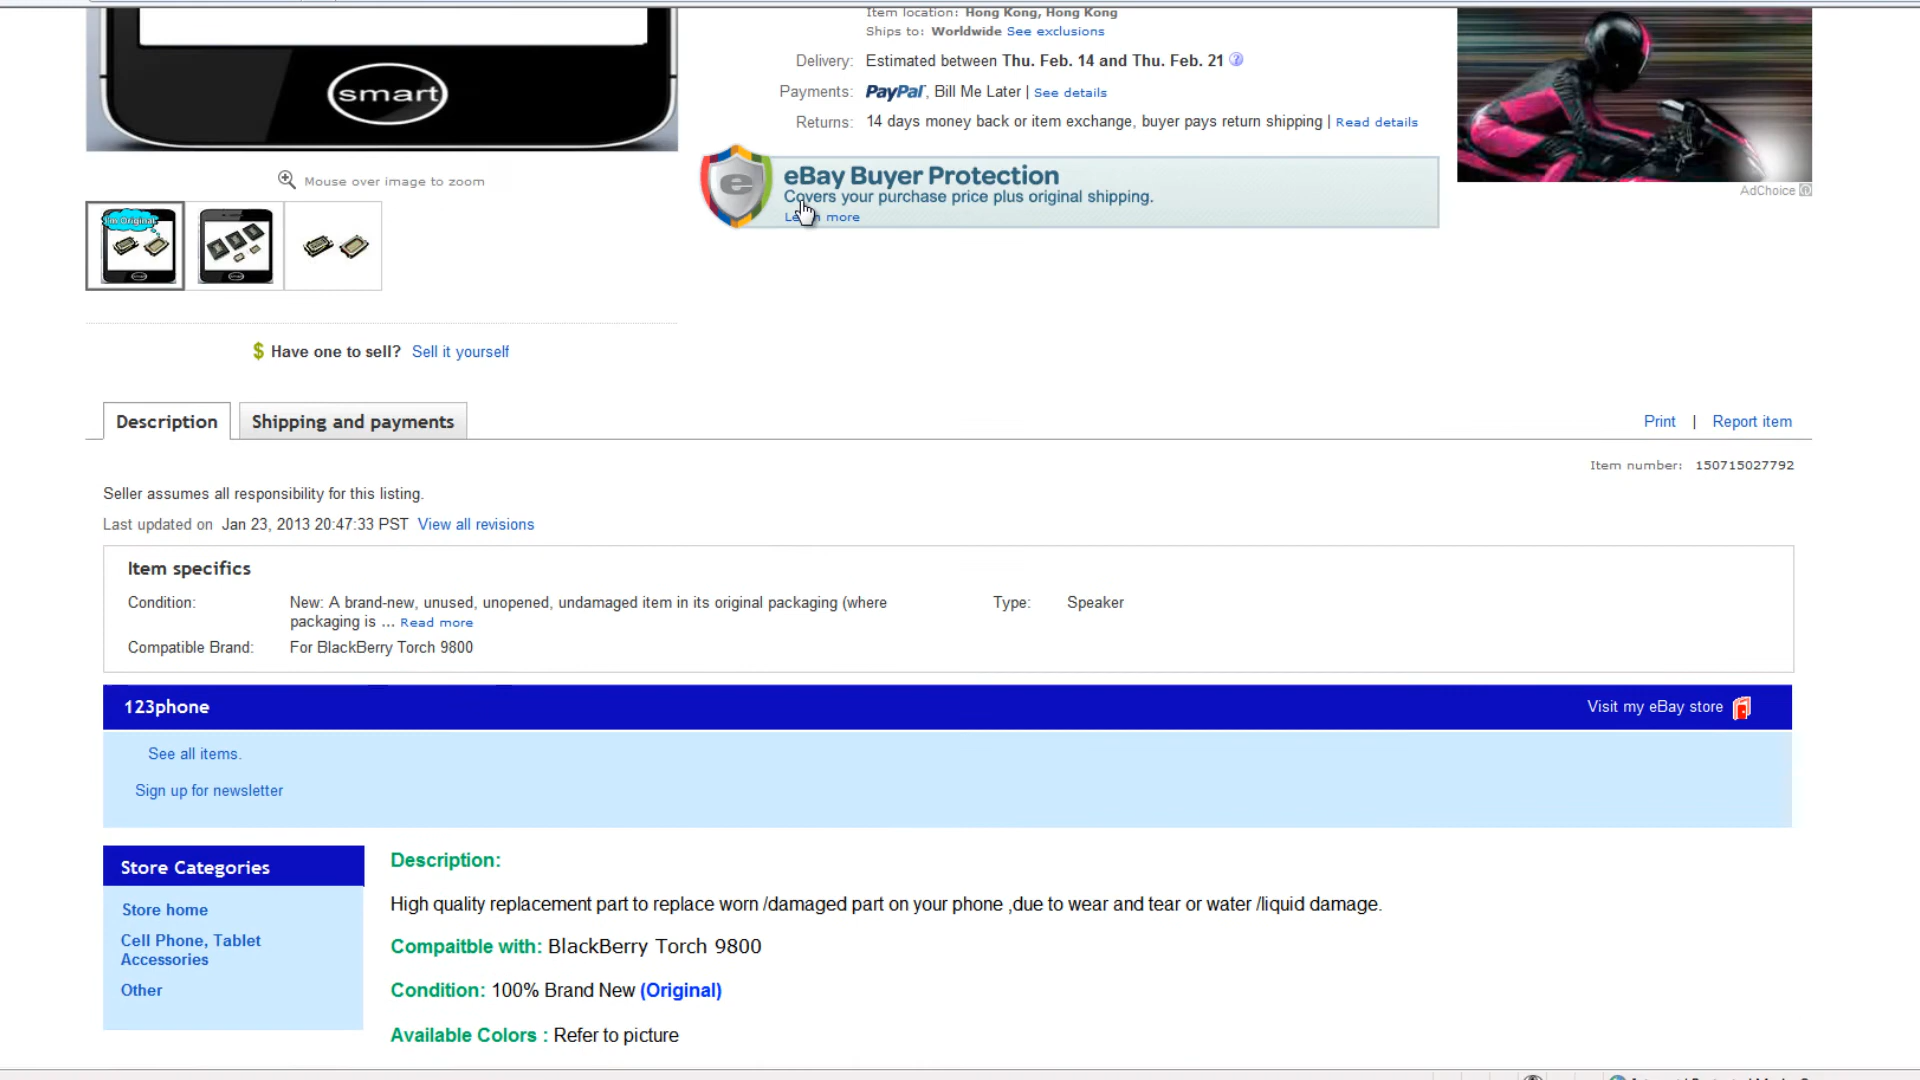 Item location: Hong Kong, Hong Kong
Ships to: Worldwide See exclusions
Delivery: Estimated between Thu. Feb. 14 and Thu. Feb. 21
Payments: PayPal, Bill Me Later | See details
Returns: 14 days money back or item exchange, buyer pays return shipping | Read details
smart
eBay Buyer Protection
Covers your purchase price plus original shipping.
Learn more
AdChoice
Mouse over image to zoom
I'm Original
$ Have one to sell? Sell it yourself
Description
Shipping and payments
Print | Report item
Item number: 150715027792
Seller assumes all responsibility for this listing.
Last updated on Jan 23, 2013 20:47:33 PST View all revisions
Item specifics
Condition: New: A brand-new, unused, unopened, undamaged item in its original packaging (where
packaging is ... Read more
Type: Speaker
Compatible Brand: For BlackBerry Torch 9800
123phone
Visit my eBay store
See all items.
Sign up for newsletter
Store Categories
Store home
Cell Phone, Tablet
Accessories
Other
Description:
High quality replacement part to replace worn /damaged part on your phone ,due to wear and tear or water /liquid damage.
Compaitble with: BlackBerry Torch 9800
Condition: 100% Brand New (Original)
Available Colors : Refer to picture